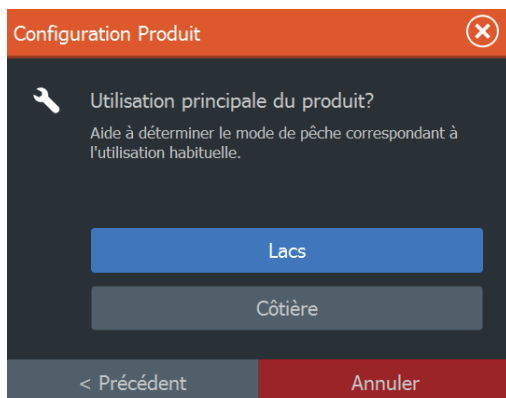 Configuration Produit
Utilisation principale du produit?
Aide à déterminer le mode de pêche correspondant à
l'utilisation habituelle.
Lacs
Côtière
< Précédent
Annuler